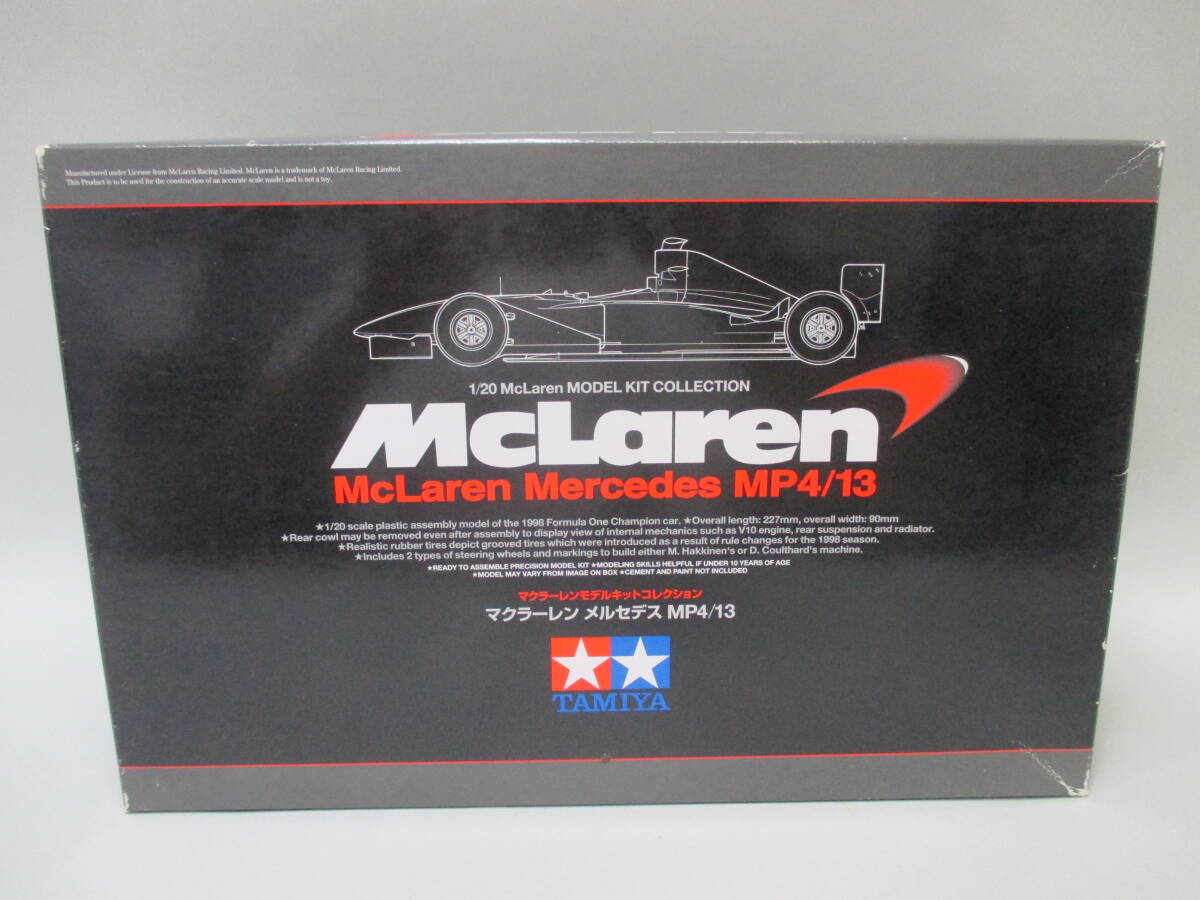 Manufactured under License from McLaren Racing Limited. McLaren is a trademark of McLaren Racing Limited.
This Product is to be used for the construction of an accurate scale model and is not a toy.
1/20 McLaren MODEL KIT COLLECTION
McLaren
McLaren Mercedes MP4/13
★1/20 scale plastic assembly model of the 1998 Formula One Champion car. ★Overall length: 227mm, overall width: 90mm
★Rear cowl may be removed even after assembly to display view of internal mechanics such as V10 engine, rear suspension and radiator.
★Realistic rubber tires depict grooved tires which were introduced as a result of rule changes for the 1998 season.
★Includes 2 types of steering wheels and markings to build either M. Hakkinen's or D. Coulthard's machine.
★READY TO ASSEMBLE PRECISION MODEL KIT ★MODELING SKILLS HELPFUL IF UNDER 10 YEARS OF AGE
★MODEL MAY VARY FROM IMAGE ON BOX ★CEMENT AND PAINT NOT INCLUDED
マクラーレンモデルキットコレクション
マクラーレン メルセデス MP4/13
TAMIYA